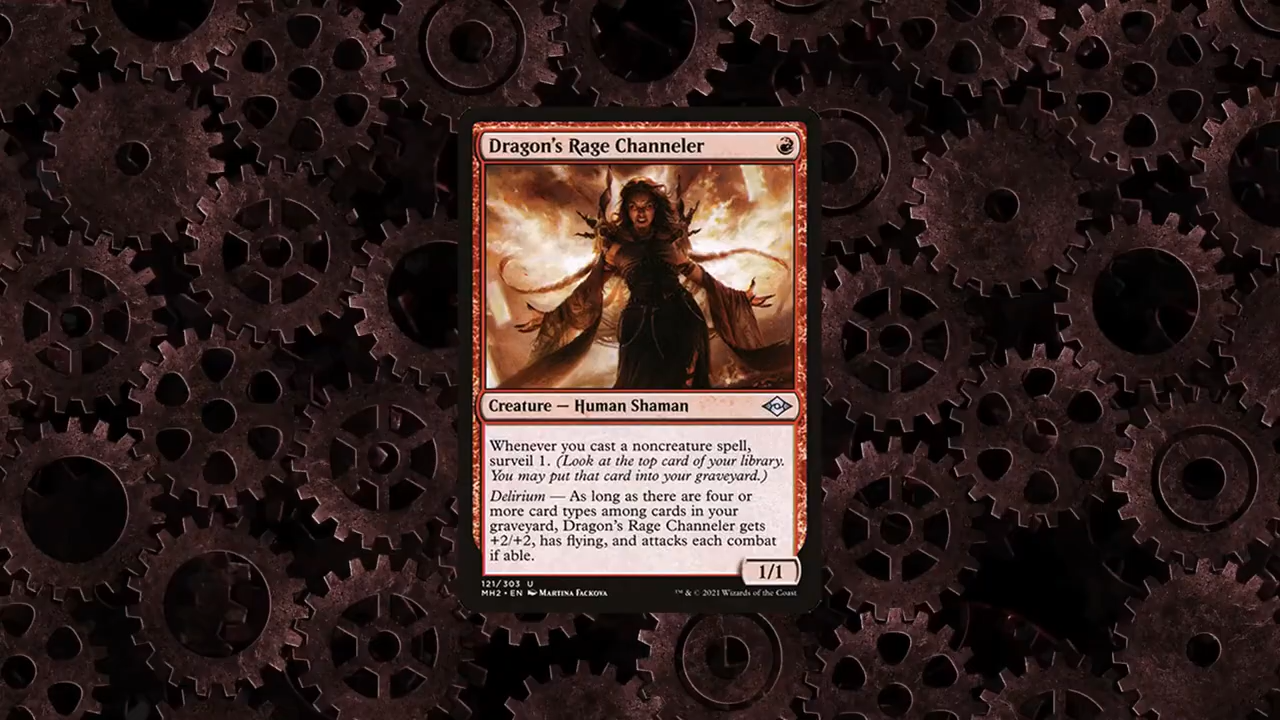 Dragon's Rage Channeler
Creature — Human Shaman
Whenever you cast a noncreature spell,
surveil 1. (Look at the top card of your library.
You may put that card into your graveyard.)
Delirium — As long as there are four or
more card types among cards in your
graveyard, Dragon's Rage Channeler gets
+2/+2, has flying, and attacks each combat
if able.
1/1
121/303 U
MH2 • EN Martina Fackova
™ & © 2021 Wizards of the Coast